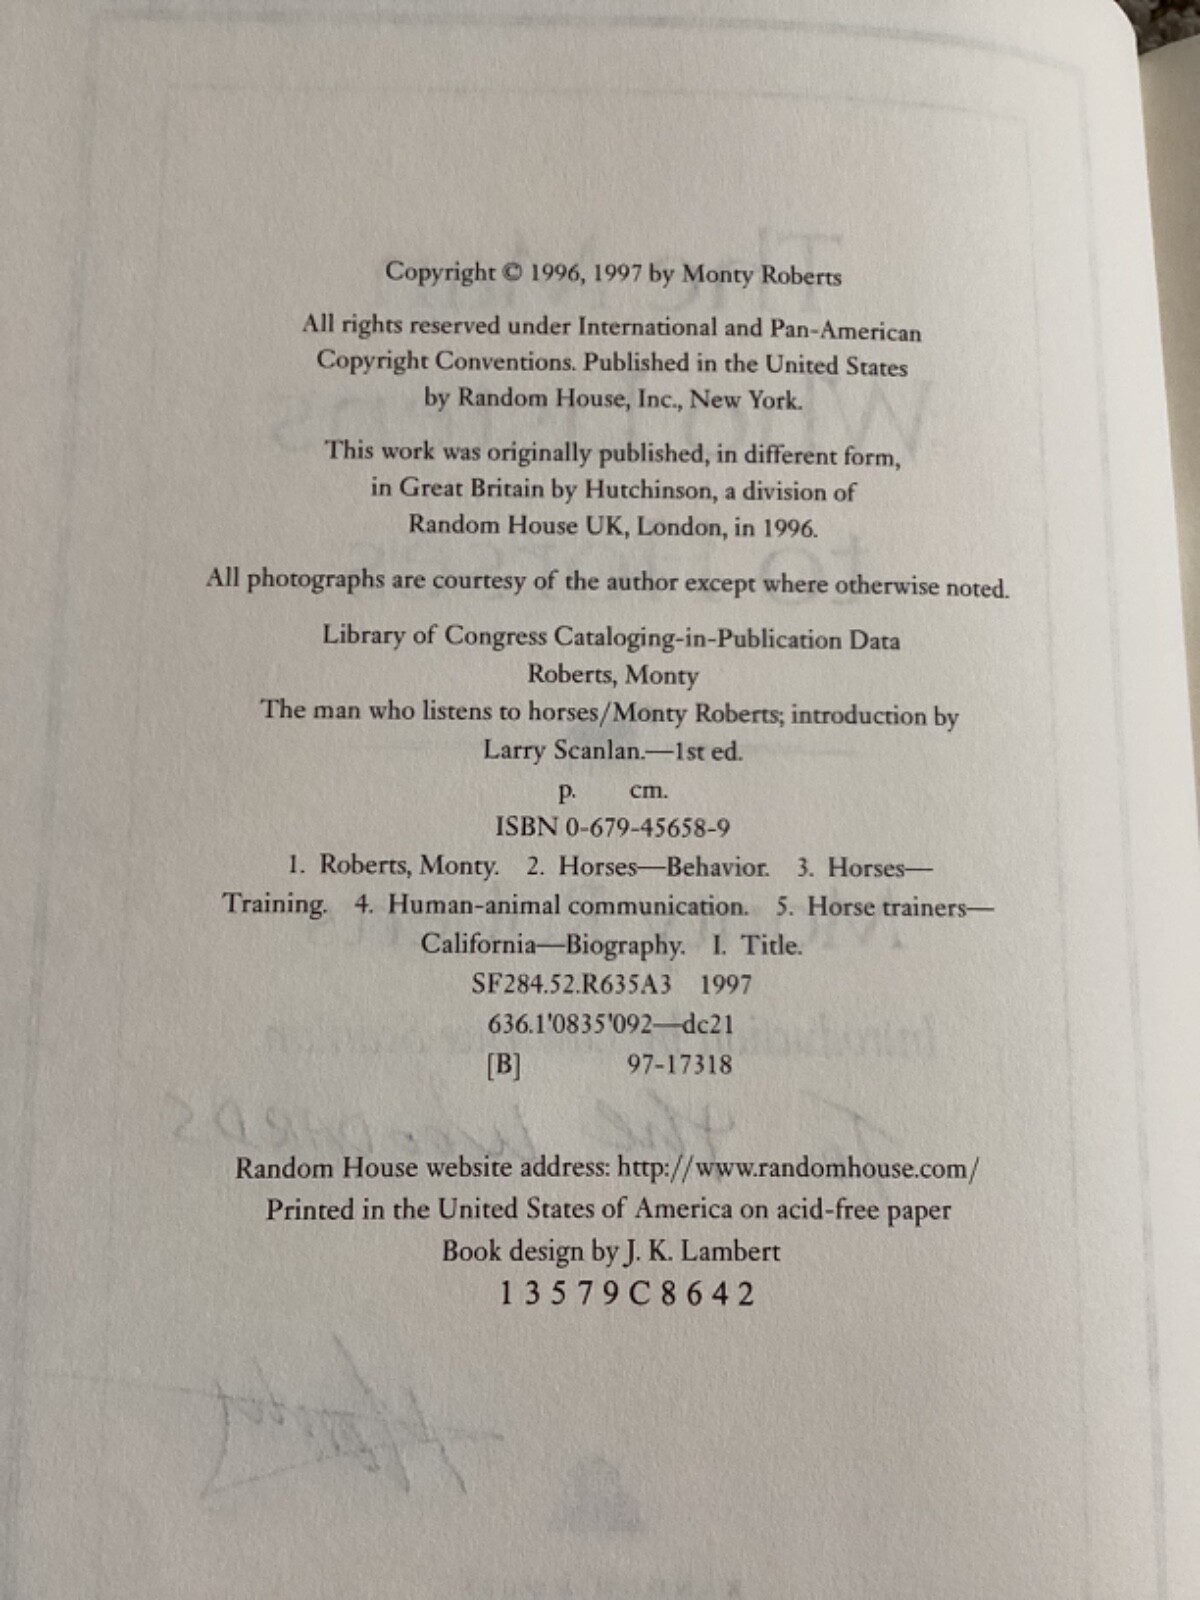 Copyright © 1996, 1997 by Monty Roberts
All rights reserved under International and Pan-American
Copyright Conventions. Published in the United States
by Random House, Inc., New York.
This work was originally published, in different form,
in Great Britain by Hutchinson, a division of
Random House UK, London, in 1996.
All photographs are courtesy of the author except where otherwise noted.
Library of Congress Cataloging-in-Publication Data
Roberts, Monty
The man who listens to horses/Monty Roberts; introduction by
Larry Scanlan.—1st ed.
p. cm.
ISBN 0-679-45658-9
1. Roberts, Monty. 2. Horses—Behavior. 3. Horses—
Training. 4. Human-animal communication. 5. Horse trainers—
California—Biography. I. Title.
SF284.52.R635A3 1997
636.1'0835'092—dc21
[B] 97-17318
Random House website address: http://www.randomhouse.com/
Printed in the United States of America on acid-free paper
Book design by J. K. Lambert
1 3 5 7 9 C 8 6 4 2